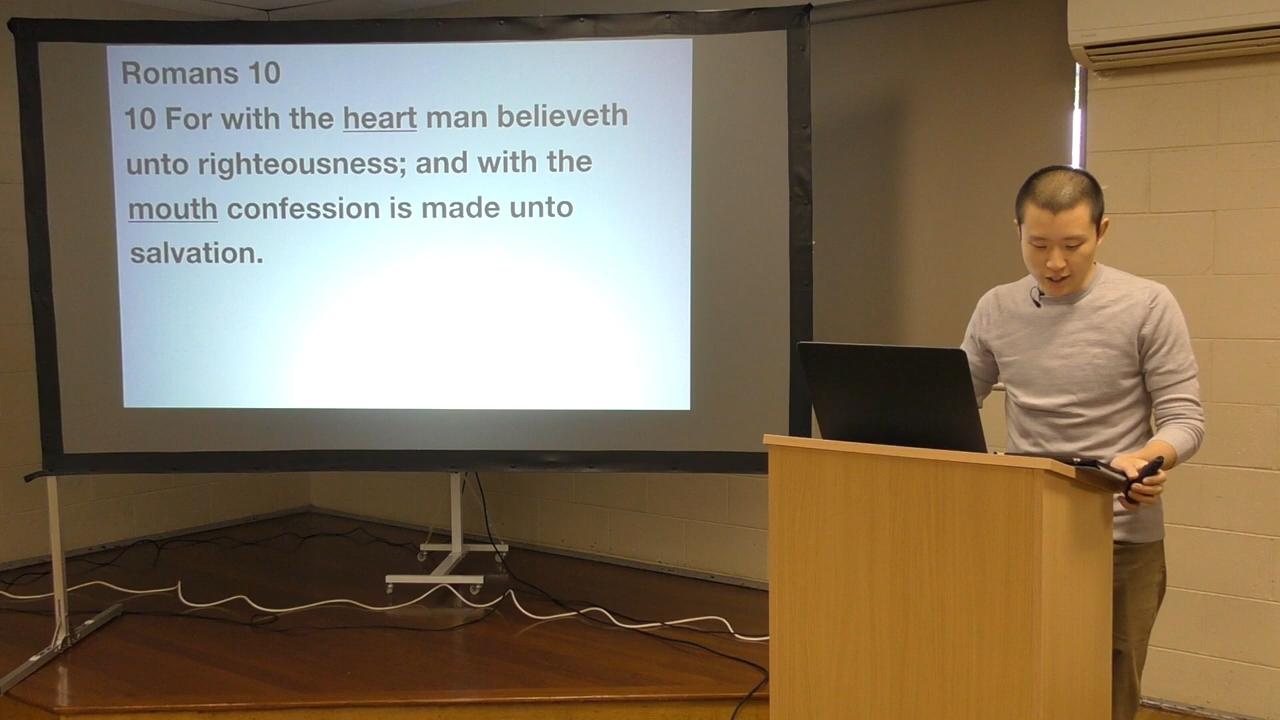 Romans 10
10 For with the heart man believeth
unto righteousness; and with the
mouth confession is made unto
salvation.